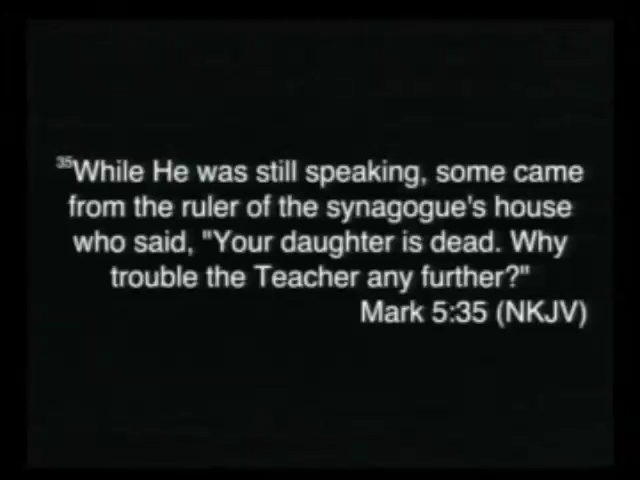 35While He was still speaking, some came
from the ruler of the synagogue's house
who said, "Your daughter is dead. Why
trouble the Teacher any further?"
Mark 5:35 (NKJV)